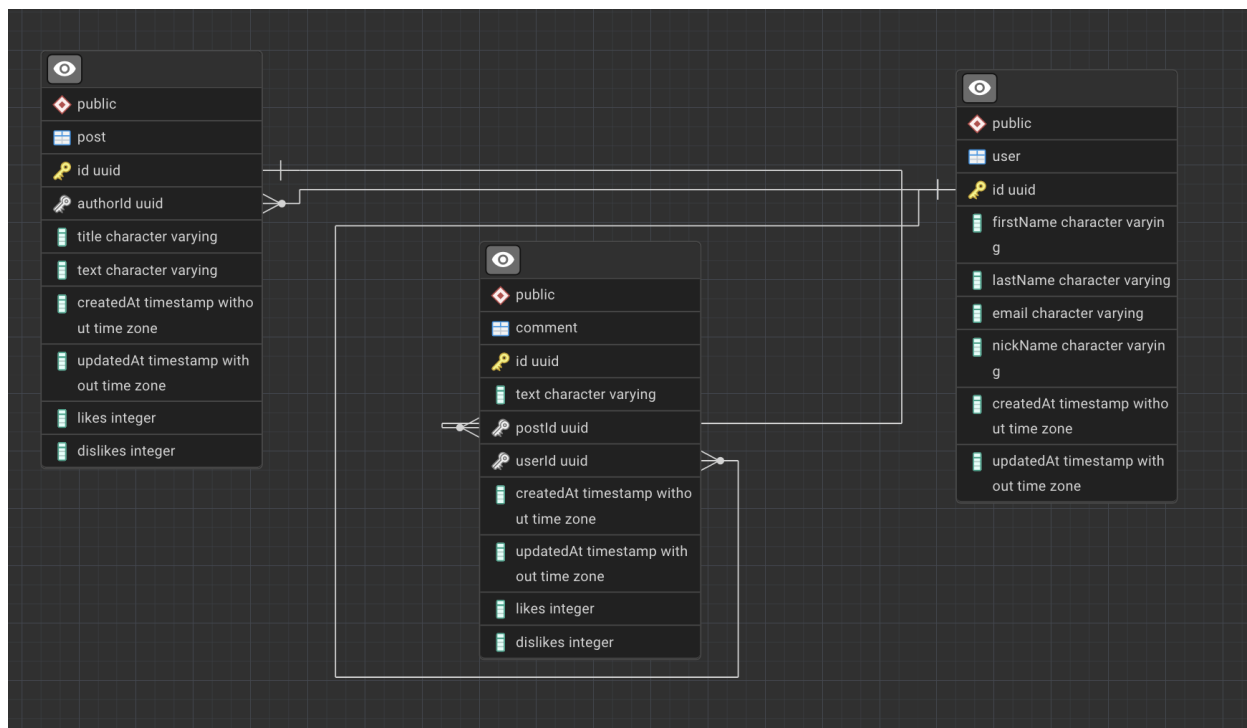 public
post
id uuid
authorId uuid
title character varying
text character varying
createdAt timestamp witho
ut time zone
updatedAt timestamp with
out time zone
likes integer
dislikes integer
public
comment
id uuid
text character varying
postId uuid
userId uuid
createdAt timestamp witho
ut time zone
updatedAt timestamp with
out time zone
likes integer
dislikes integer
public
user
id uuid
firstName character varyin
g
lastName character varying
email character varying
nickName character varyin
g
createdAt timestamp witho
ut time zone
updatedAt timestamp with
out time zone